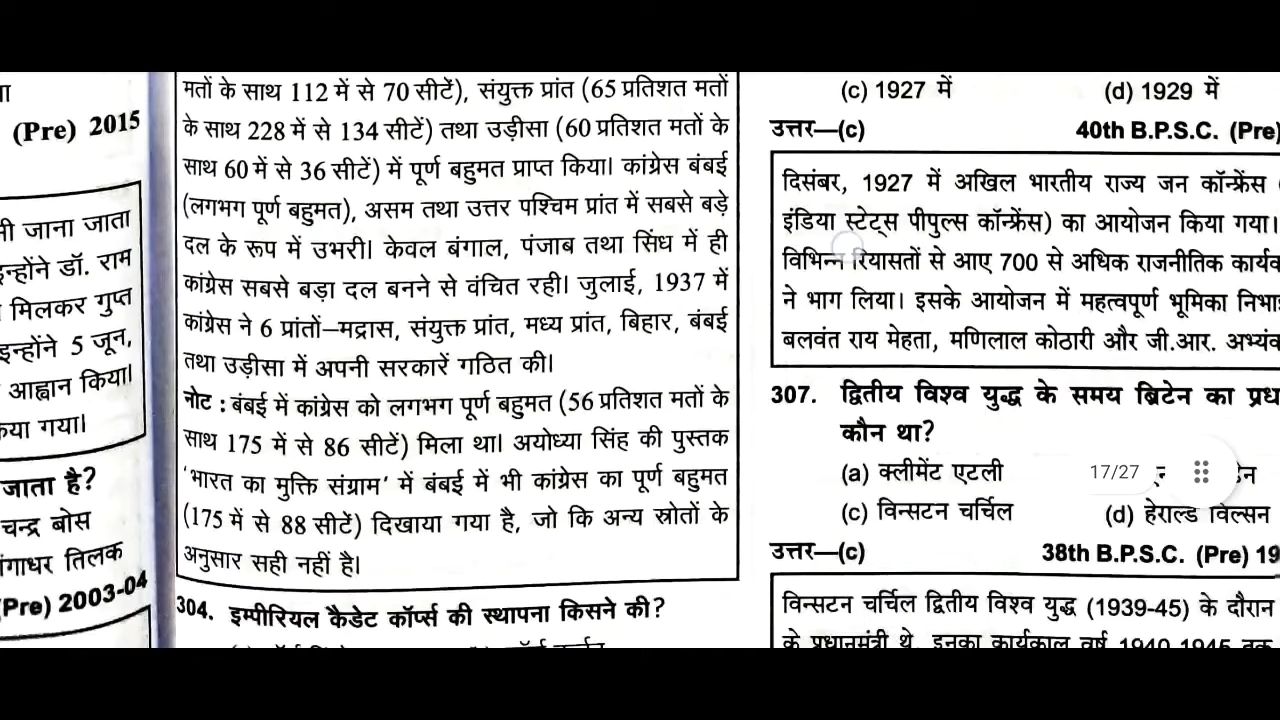 (Pre) 2015
जाना जाता
इन्होंने डॉ. राम
मिलकर गुप्त
इन्होंने 5 जून,
आह्वान किया।
गया।
जाता है?
चन्द्र बोस
गंगाधर तिलक
(Pre) 2003-04
मतों के साथ 112 में से 70 सीटें), संयुक्त प्रांत (65 प्रतिशत मतों
के साथ 228 में से 134 सीटें) तथा उड़ीसा (60 प्रतिशत मतों के
साथ 60 में से 36 सीटें) में पूर्ण बहुमत प्राप्त किया। कांग्रेस बंबई
(लगभग पूर्ण बहुमत), असम तथा उत्तर पश्चिम प्रांत में सबसे बड़े
दल के रूप में उभरी। केवल बंगाल, पंजाब तथा सिंध में ही
कांग्रेस सबसे बड़ा दल बनने से वंचित रही। जुलाई, 1937 में
कांग्रेस ने 6 प्रांतों–मद्रास, संयुक्त प्रांत, मध्य प्रांत, बिहार, बंबई
तथा उड़ीसा में अपनी सरकारें गठित की।
नोट : बंबई में कांग्रेस को लगभग पूर्ण बहुमत (56 प्रतिशत मतों के
साथ 175 में से 86 सीटें) मिला था। अयोध्या सिंह की पुस्तक
'भारत का मुक्ति संग्राम' में बंबई में भी कांग्रेस का पूर्ण बहुमत
(175 में से 88 सीटें) दिखाया गया है, जो कि अन्य स्रोतों के
अनुसार सही नहीं है।
304. इम्पीरियल कैडेट कॉर्प्स की स्थापना किसने की?
(c) 1927 में (d) 1929 में
उत्तर—(c) 40th B.P.S.C. (Pre)
दिसंबर, 1927 में अखिल भारतीय राज्य जन कॉन्फ्रेंस
इंडिया स्टेट्स पीपुल्स कॉन्फ्रेंस) का आयोजन किया गया।
विभिन्न रियासतों से आए 700 से अधिक राजनीतिक
ने भाग लिया। इसके आयोजन में महत्वपूर्ण भूमिका
बलवंत राय मेहता, मणिलाल कोठारी और जी.आर.
307. द्वितीय विश्व युद्ध के समय ब्रिटेन का
कौन था?
(a) क्लीमेंट एटली 17/27
(c) विन्सटन चर्चिल (d) हेराल्ड विल्सन
उत्तर—(c) 38th B.P.S.C. (Pre) 19
विन्सटन चर्चिल द्वितीय विश्व युद्ध (1939-45) के दौरान
के प्रधानमंत्री थे. इनका कार्यकाल वर्ष 1940-1945 तक